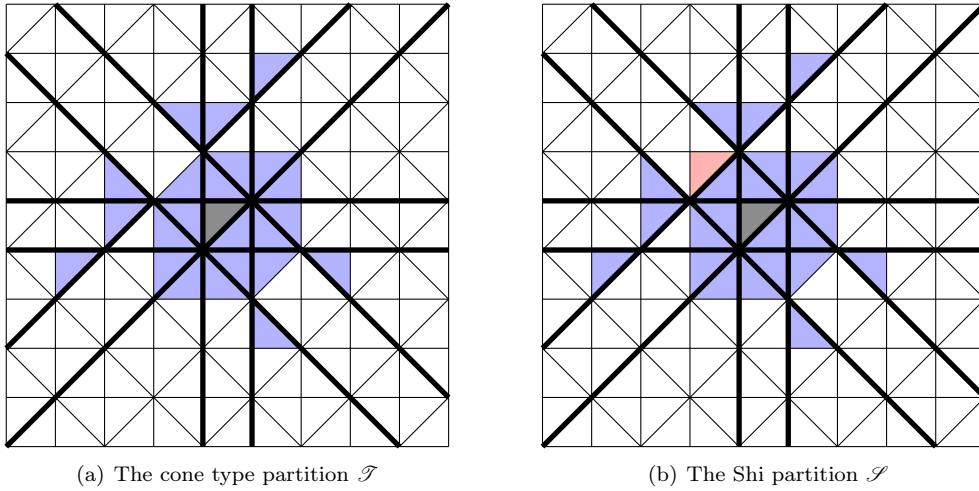 (a) The cone type partition 𝒯
(b) The Shi partition 𝒮